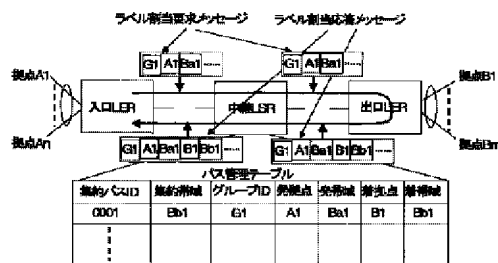 ラベル割当要求メッセージ ラベル割当応答メッセージ
G1 A1 Ba1 G1 A1 Ba1
拠点A1 入口LER 中継LSR 出口LER 拠点B1
拠点An 拠点Bm
G1 A1 Ba1 B1 Bb1 G1 A1 Ba1 B1 Bb1
パス管理テーブル
集約パスID 集約帯域 グループID 発拠点 発帯域 着拠点 着帯域
0001 Bb1 G1 A1 Ba1 B1 Bb1